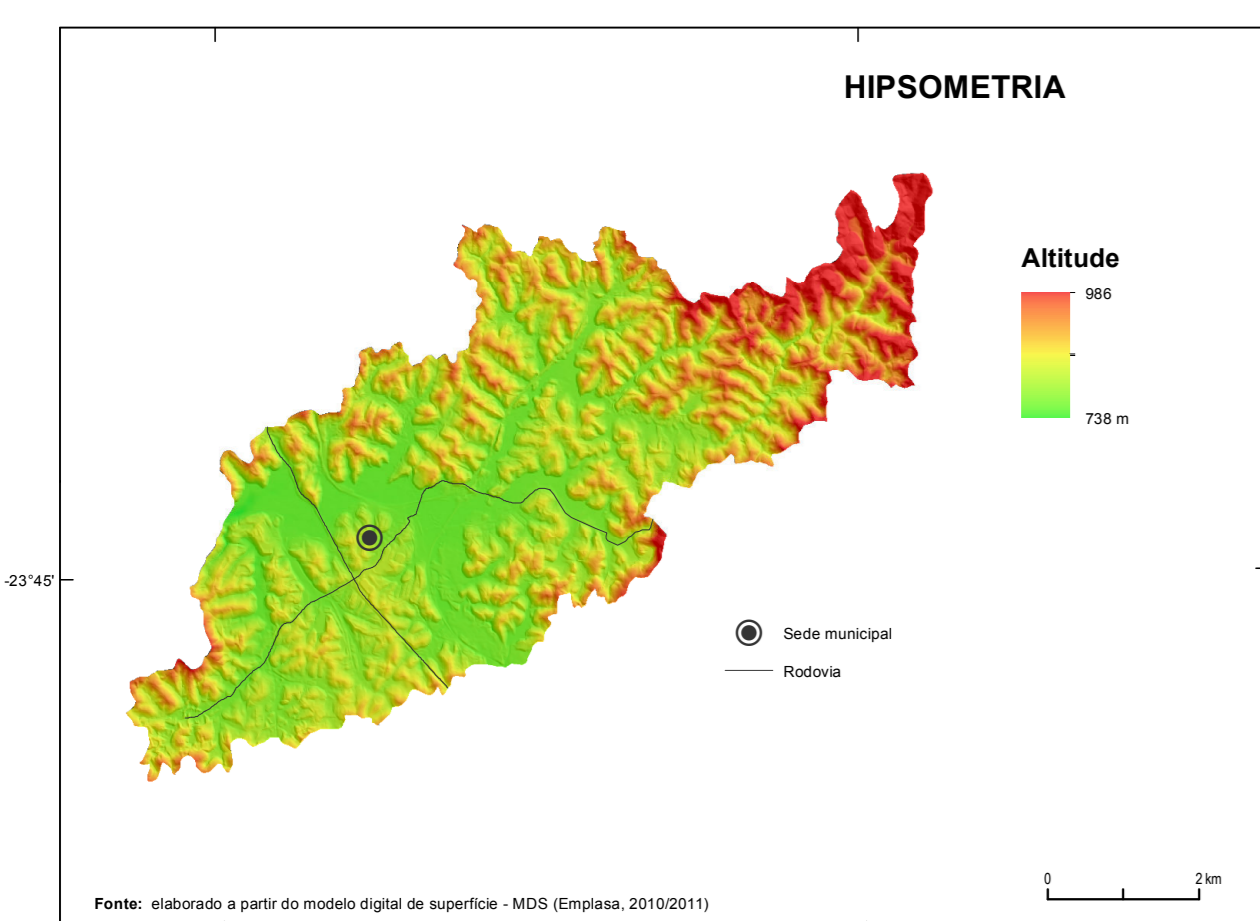 HIPSOMETRIA
Altitude
986
738 m
-23°45'
Sede municipal
Rodovia
0 2 km
Fonte: elaborado a partir do modelo digital de superfície - MDS (Emplasa, 2010/2011)